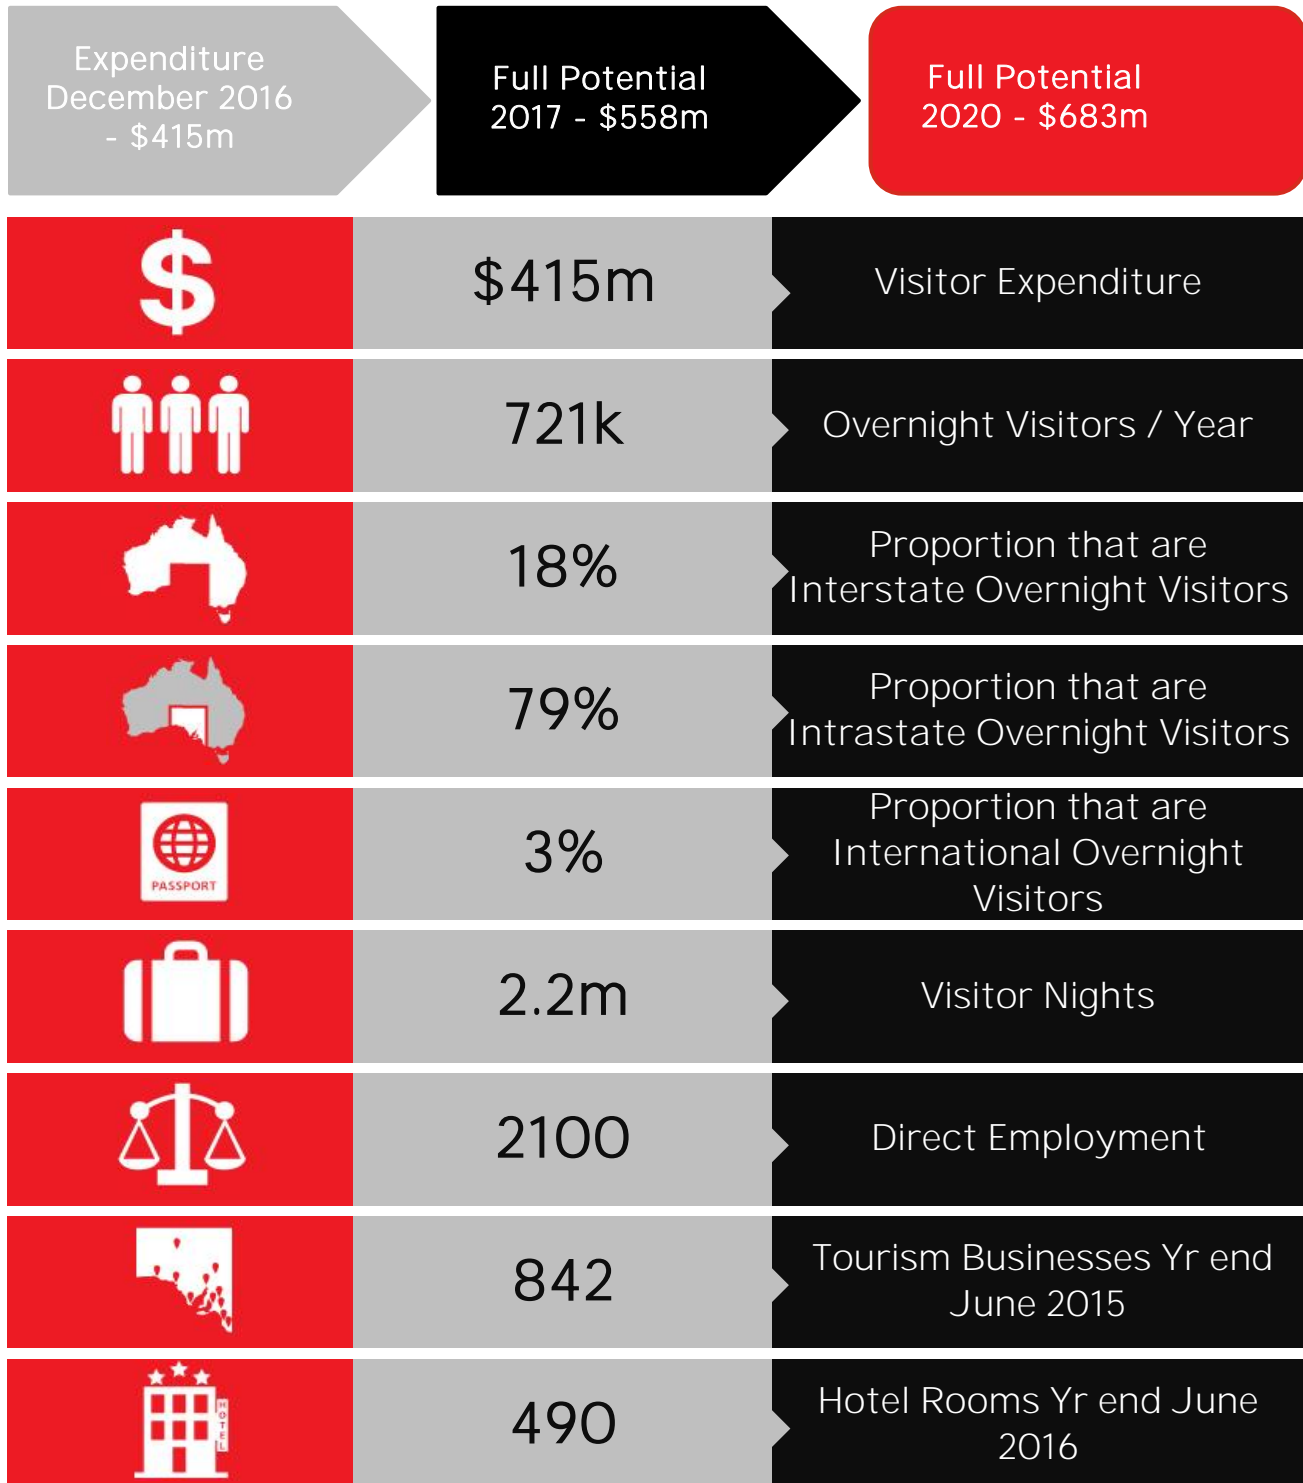 Expenditure
December 2016
- $415m
Full Potential
2017 - $558m
Full Potential
2020 - $683m
$
$415m
Visitor Expenditure
721k
Overnight Visitors / Year
18%
Proportion that are
Interstate Overnight Visitors
79%
Proportion that are
Intrastate Overnight Visitors
PASSPORT
3%
Proportion that are
International Overnight
Visitors
2.2m
Visitor Nights
2100
Direct Employment
842
Tourism Businesses Yr end
June 2015
HOTEL
490
Hotel Rooms Yr end June
2016